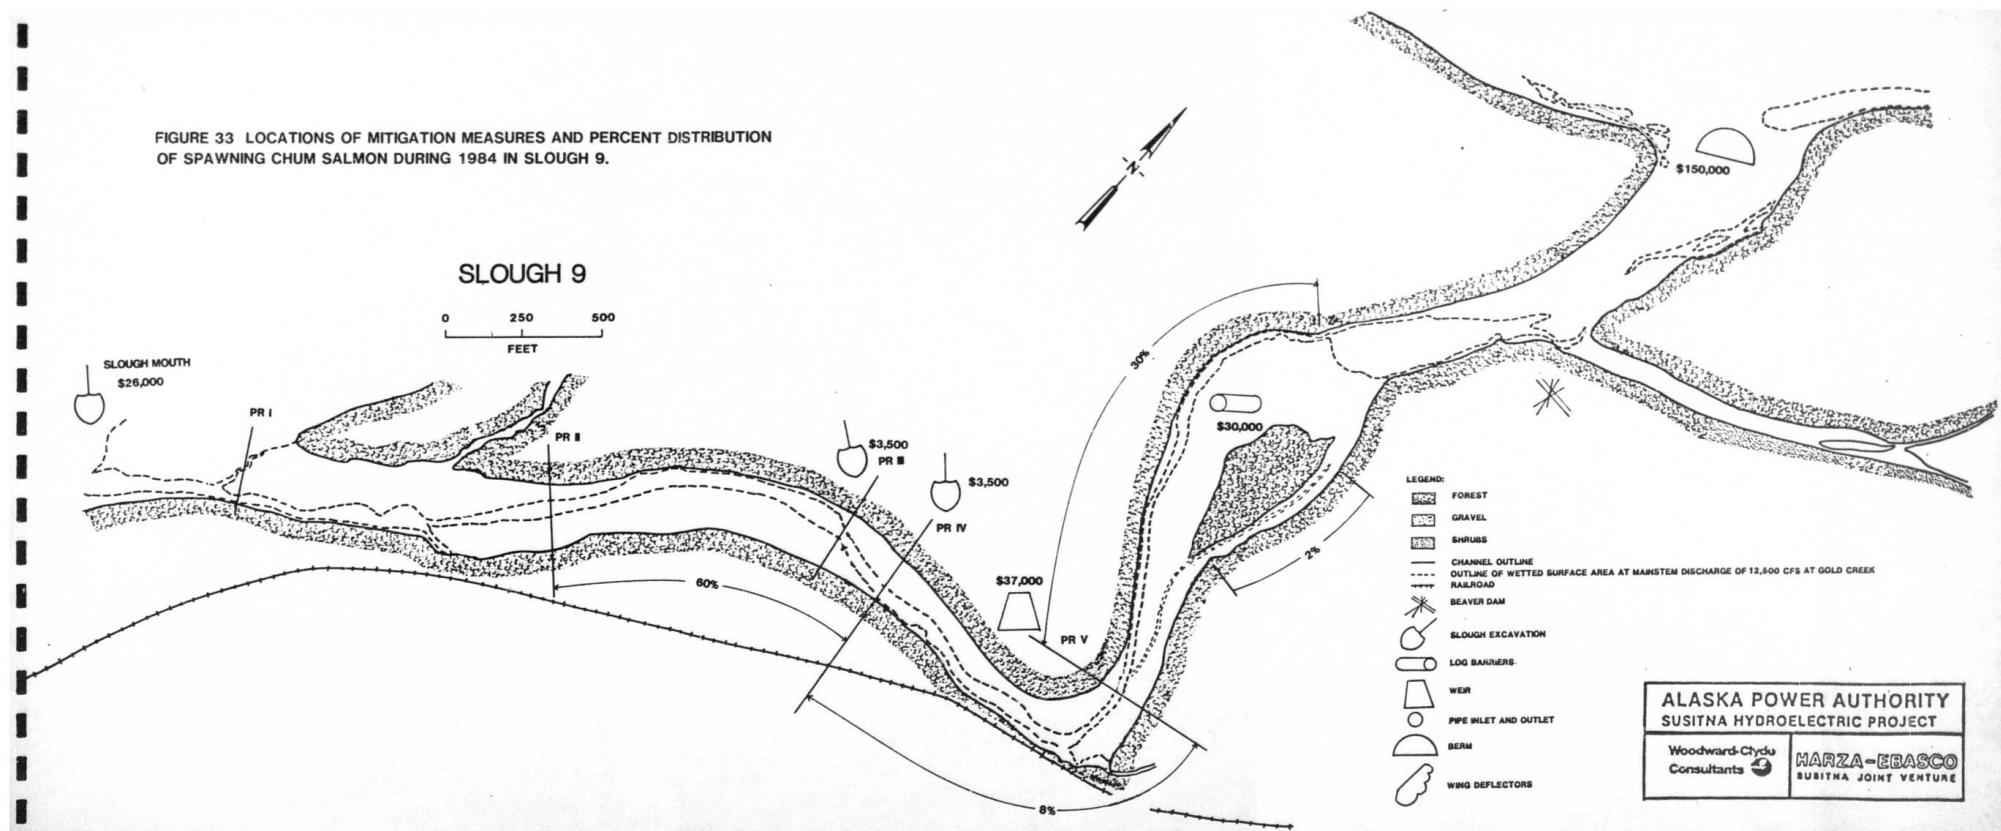 FIGURE 33 LOCATIONS OF MITIGATION MEASURES AND PERCENT DISTRIBUTION
OF SPAWNING CHUM SALMON DURING 1984 IN SLOUGH 9.
N
$150,000
SLOUGH 9
0 250 500
FEET
SLOUGH MOUTH
$26,000
PR I
PR II
$3,500
PR III
$3,500
PR IV
30%
$30,000
60%
$37,000
PR V
2%
8%
LEGEND:
FOREST
GRAVEL
SHRUBS
CHANNEL OUTLINE
OUTLINE OF WETTED SURFACE AREA AT MAINSTEM DISCHARGE OF 12,500 CFS AT GOLD CREEK
RAILROAD
BEAVER DAM
SLOUGH EXCAVATION
LOG BARRIERS
WEIR
PIPE INLET AND OUTLET
BERM
WING DEFLECTORS
ALASKA POWER AUTHORITY
SUSITNA HYDROELECTRIC PROJECT
Woodward-Clyde
Consultants
HARZA-EBASCO
SUSITNA JOINT VENTURE